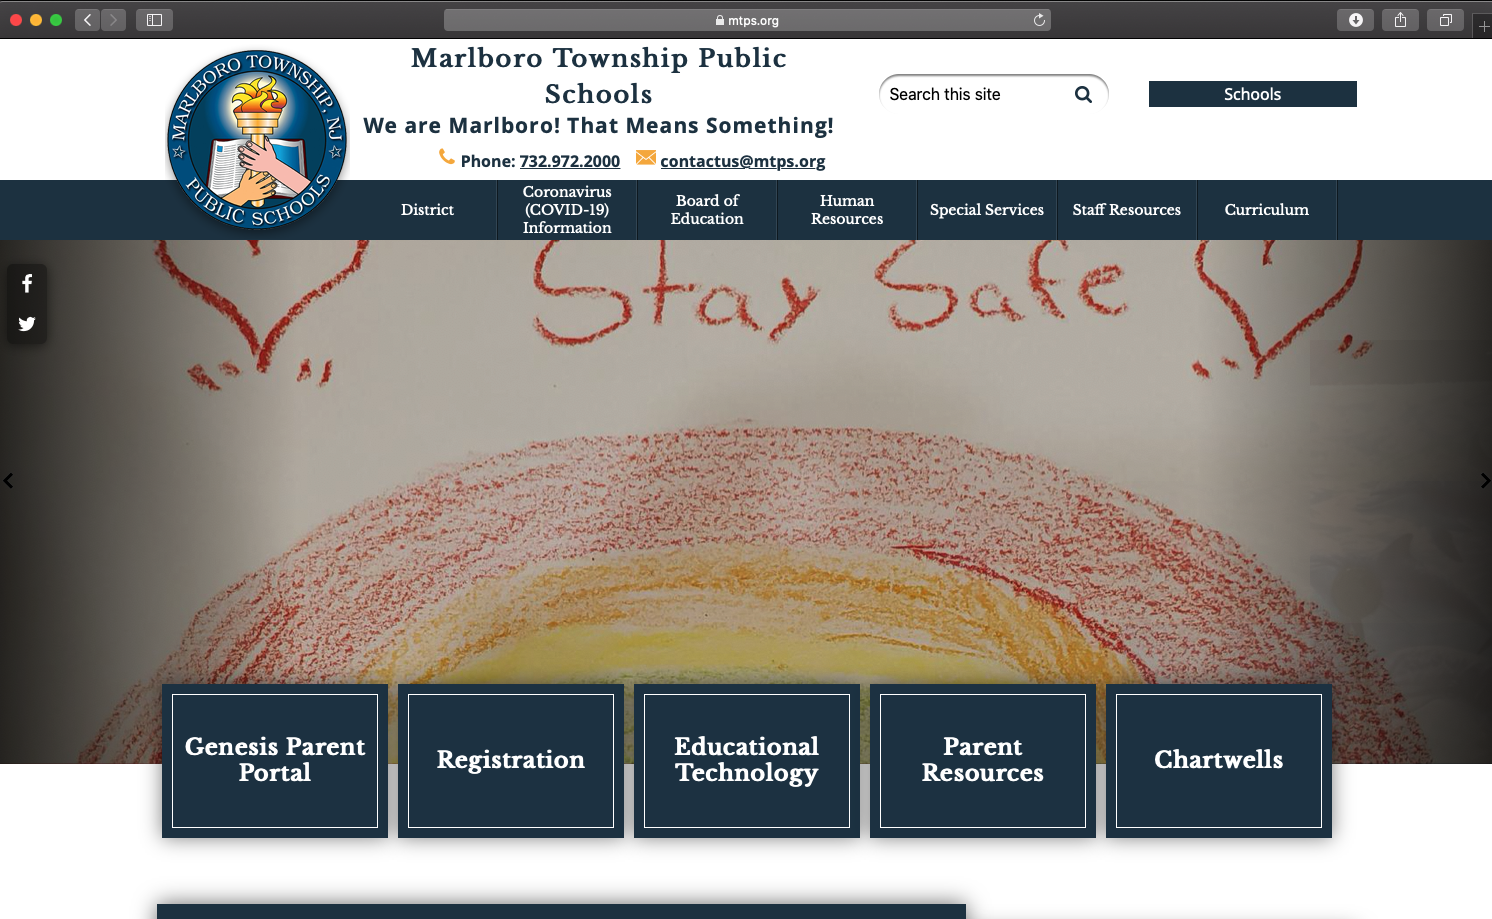 mtps.org
MARLBORO TOWNSHIP, NJ
PUBLIC SCHOOLS
Marlboro Township Public
Schools
We are Marlboro! That Means Something!
Phone: 732.972.2000 contactus@mtps.org
Search this site
Schools
District
Coronavirus
(COVID-19)
Information
Board of
Education
Human
Resources
Special Services
Staff Resources
Curriculum
Stay Safe
Genesis Parent
Portal
Registration
Educational
Technology
Parent
Resources
Chartwells